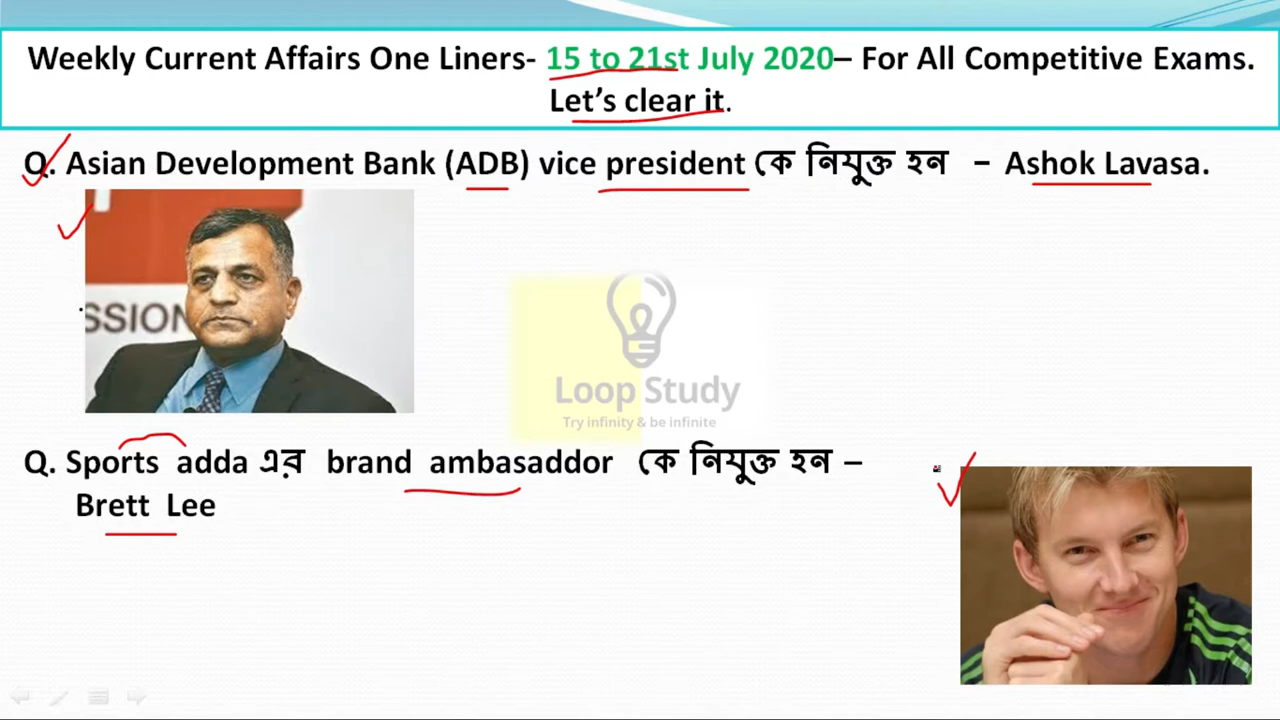 Weekly Current Affairs One Liners- 15 to 21st July 2020– For All Competitive Exams.
Let’s clear it.
Q. Asian Development Bank (ADB) vice president কে নিযুক্ত হন – Ashok Lavasa.
SSION
Loop Study
Try infinity & be infinite
Q. Sports adda এর brand ambasaddor কে নিযুক্ত হন –
Brett Lee